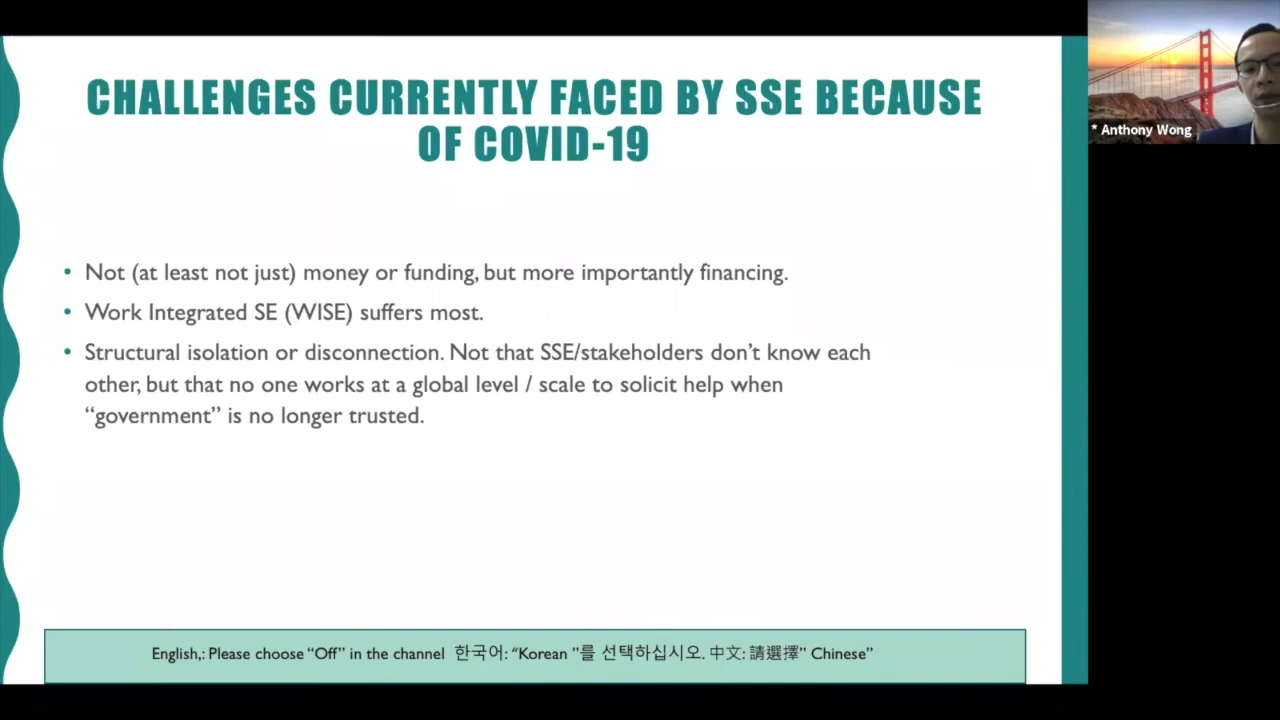 CHALLENGES CURRENTLY FACED BY SSE BECAUSE
OF COVID-19
* Anthony Wong
• Not (at least not just) money or funding, but more importantly financing.
• Work Integrated SE (WISE) suffers most.
• Structural isolation or disconnection. Not that SSE/stakeholders don't know each
other, but that no one works at a global level / scale to solicit help when
“government” is no longer trusted.
English,: Please choose “Off” in the channel 한국어: “Korean ”를 선택하십시오. 中文: 請選擇” Chinese”